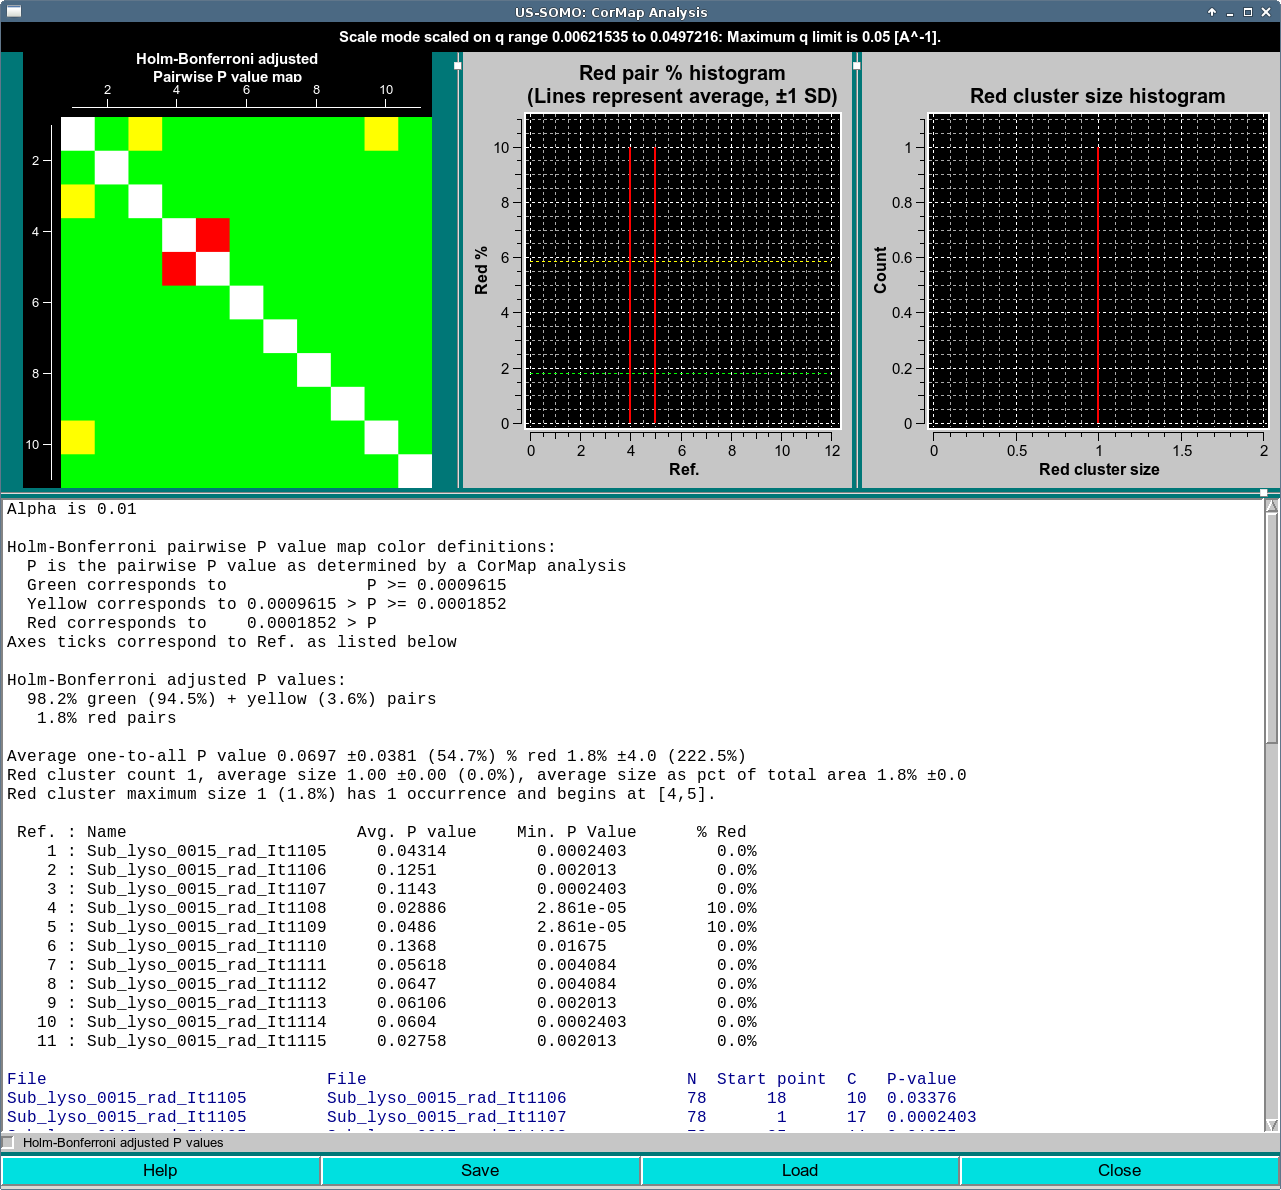 US-SOMO: CorMap Analysis
Scale mode scaled on q range 0.00621535 to 0.0497216: Maximum q limit is 0.05 [A^-1].
Holm-Bonferroni adjusted
Pairwise P value map
2 4 6 8 10
2
4
6
8
10
Red pair % histogram
(Lines represent average, ±1 SD)
Red %
10
8
6
4
2
0
0 2 4 6 8 10 12
Ref.
Red cluster size histogram
Count
1
0.8
0.6
0.4
0.2
0
0 0.5 1 1.5 2
Red cluster size
Alpha is 0.01
Holm-Bonferroni pairwise P value map color definitions:
P is the pairwise P value as determined by a CorMap analysis
Green corresponds to P >= 0.0009615
Yellow corresponds to 0.0009615 > P >= 0.0001852
Red corresponds to 0.0001852 > P
Axes ticks correspond to Ref. as listed below
Holm-Bonferroni adjusted P values:
98.2% green (94.5%) + yellow (3.6%) pairs
1.8% red pairs
Average one-to-all P value 0.0697 ±0.0381 (54.7%) % red 1.8% ±4.0 (222.5%)
Red cluster count 1, average size 1.00 ±0.00 (0.0%), average size as pct of total area 1.8% ±0.0
Red cluster maximum size 1 (1.8%) has 1 occurrence and begins at [4,5].
Ref. : Name Avg. P value Min. P Value % Red
1 : Sub_lyso_0015_rad_It1105 0.04314 0.0002403 0.0%
2 : Sub_lyso_0015_rad_It1106 0.1251 0.002013 0.0%
3 : Sub_lyso_0015_rad_It1107 0.1143 0.0002403 0.0%
4 : Sub_lyso_0015_rad_It1108 0.02886 2.861e-05 10.0%
5 : Sub_lyso_0015_rad_It1109 0.0486 2.861e-05 10.0%
6 : Sub_lyso_0015_rad_It1110 0.1368 0.01675 0.0%
7 : Sub_lyso_0015_rad_It1111 0.05618 0.004084 0.0%
8 : Sub_lyso_0015_rad_It1112 0.0647 0.004084 0.0%
9 : Sub_lyso_0015_rad_It1113 0.06106 0.002013 0.0%
10 : Sub_lyso_0015_rad_It1114 0.0604 0.0002403 0.0%
11 : Sub_lyso_0015_rad_It1115 0.02758 0.002013 0.0%
File File N Start point C P-value
Sub_lyso_0015_rad_It1105 Sub_lyso_0015_rad_It1106 78 18 10 0.03376
Sub_lyso_0015_rad_It1105 Sub_lyso_0015_rad_It1107 78 1 17 0.0002403
Holm-Bonferroni adjusted P values
Help Save Load Close